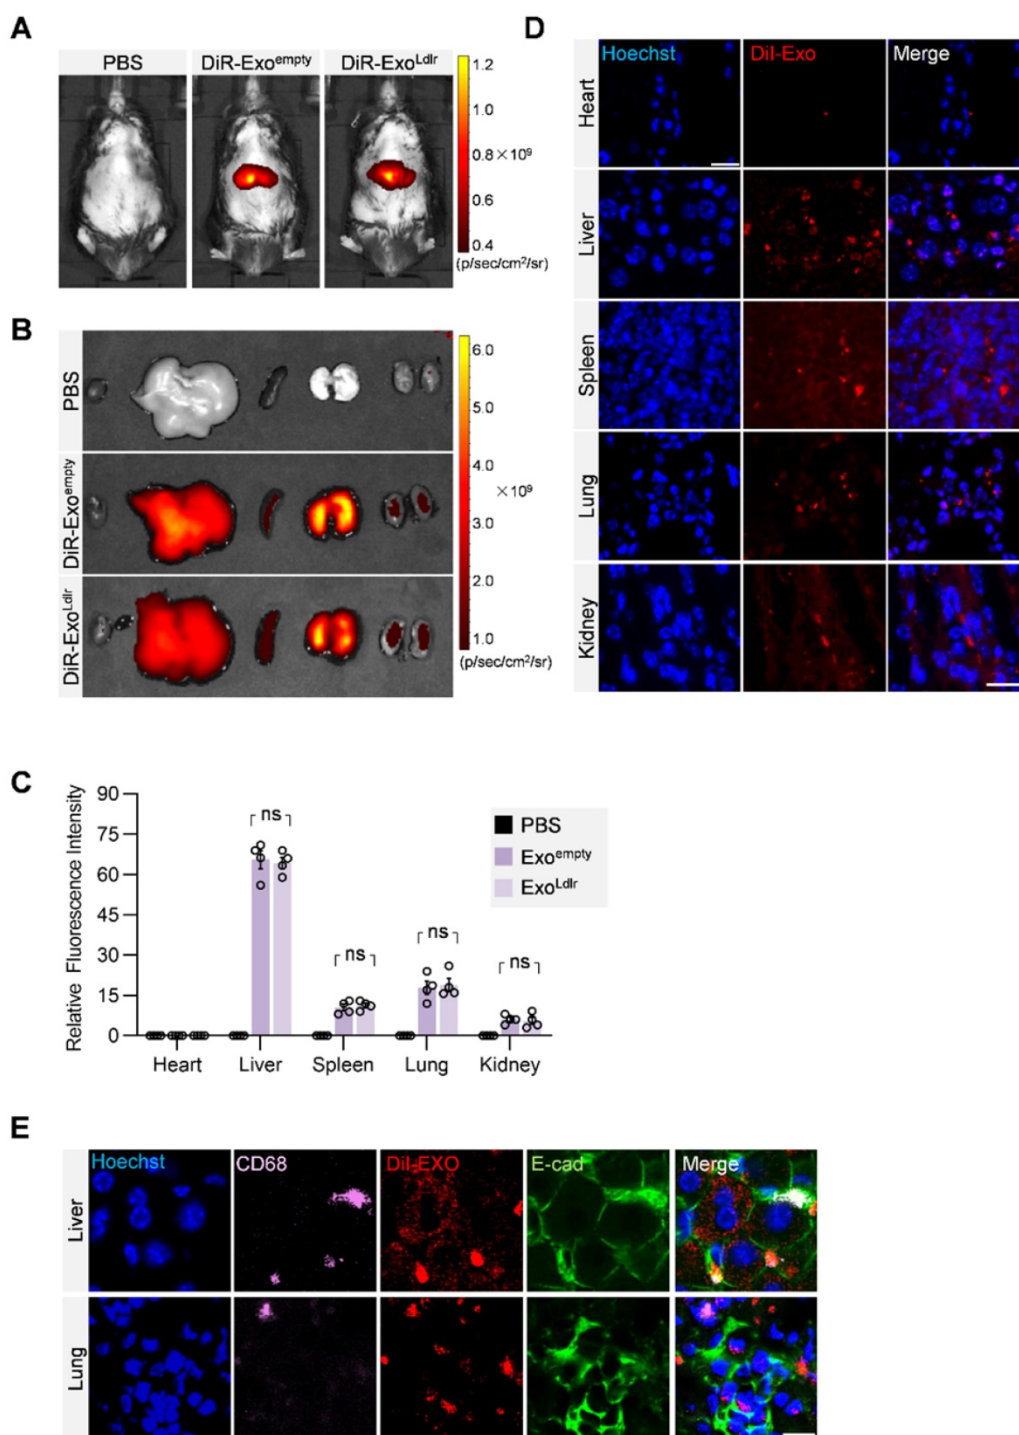 A
PBS
DiR-Exo^empty
DiR-Exo^Ldlr
1.2
1.0
0.8 ×10⁹
0.6
0.4
(p/sec/cm²/sr)
B
PBS
DiR-Exo^empty
DiR-Exo^Ldlr
6.0
5.0
4.0
×10⁹
3.0
2.0
1.0
(p/sec/cm²/sr)
C
Relative Fluorescence Intensity
90
75
60
45
30
15
0
ns
ns
ns
ns
Heart
Liver
Spleen
Lung
Kidney
PBS
Exo^empty
Exo^Ldlr
D
Hoechst
DiI-Exo
Merge
Heart
Liver
Spleen
Lung
Kidney
E
Hoechst
CD68
DiI-EXO
E-cad
Merge
Liver
Lung